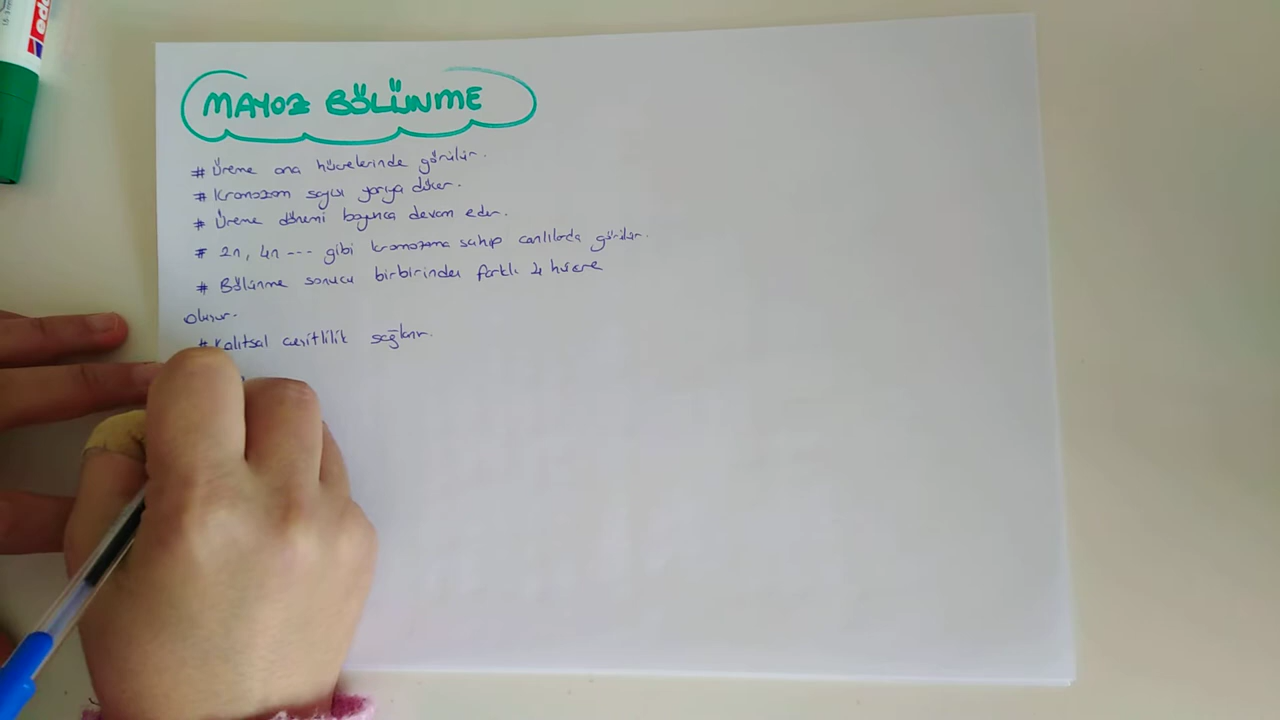 edd
MAYOZ BÖLÜNME
# Üreme ana hücrelerinde görülür.
# Kromozom sayısı yarıya düşer.
# Üreme dönemi boyunca devam eder.
# 2n, 4n --- gibi kromozoma sahip canlılarda görülür.
# Bölünme sonucu birbirinden farklı 4 hücre
oluşur.
# Kalıtsal çeşitlilik sağlanır.